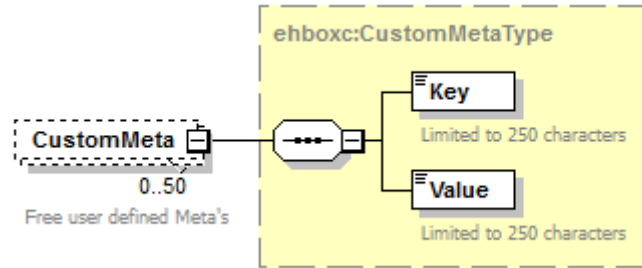 ehboxc:CustomMetaType
Key
Limited to 250 characters
CustomMeta
0..50
Free user defined Meta's
Value
Limited to 250 characters